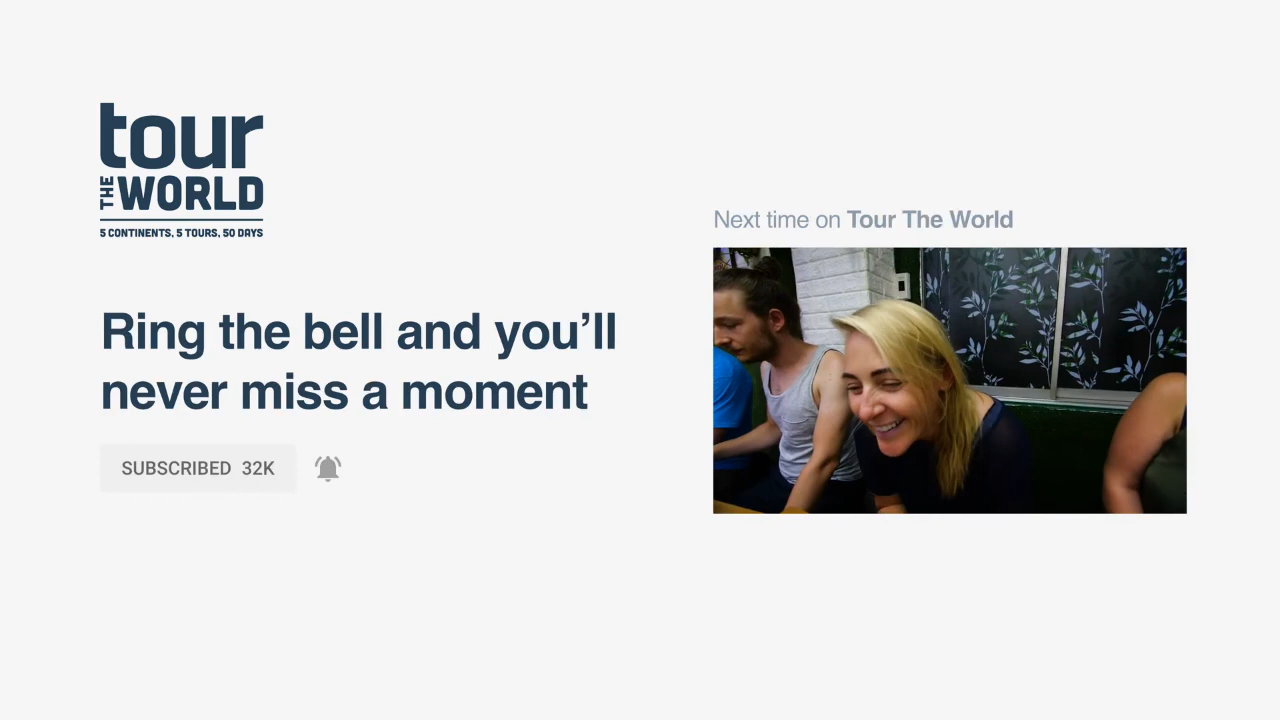 tour
THE WORLD
5 CONTINENTS, 5 TOURS, 50 DAYS
Ring the bell and you’ll
never miss a moment
SUBSCRIBED 32K
Next time on Tour The World